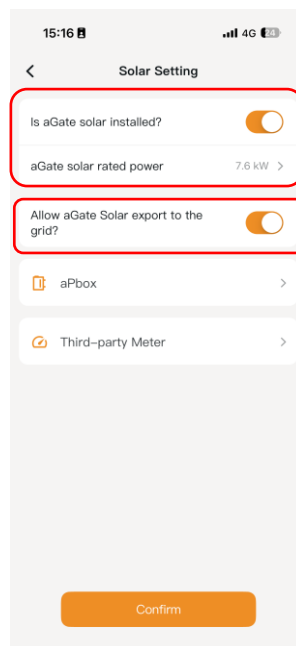 15:16
4G 24
Solar Setting
Is aGate solar installed?
aGate solar rated power 7.6 kW
Allow aGate Solar export to the
grid?
aPbox
Third-party Meter
Confirm